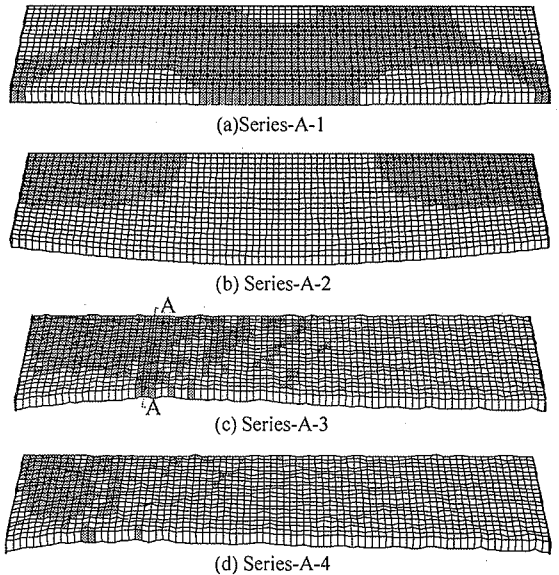 (a)Series-A-1
(b) Series-A-2
A
A
(c) Series-A-3
(d) Series-A-4